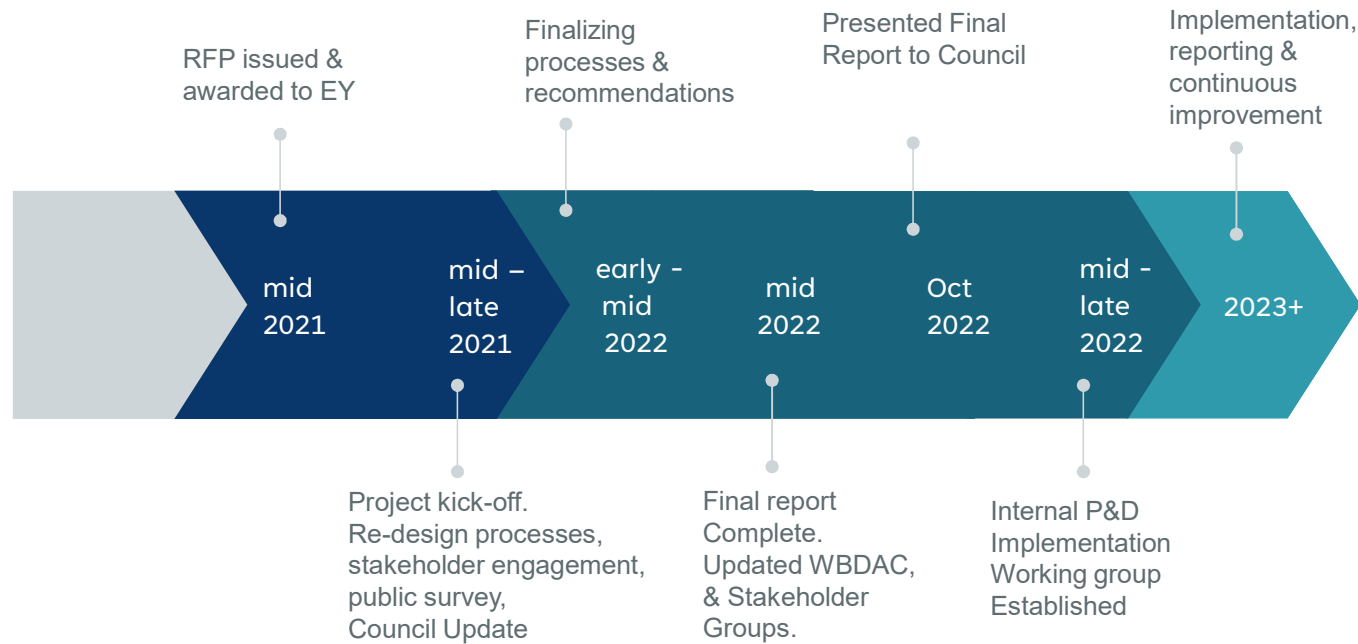 RFP issued &
awarded to EY
Finalizing
processes &
recommendations
Presented Final
Report to Council
Implementation,
reporting &
continuous
improvement
mid
2021
mid –
late
2021
early -
mid
2022
mid
2022
Oct
2022
mid -
late
2022
2023+
Project kick-off.
Re-design processes,
stakeholder engagement,
public survey,
Council Update
Final report
Complete.
Updated WBDAC,
& Stakeholder
Groups.
Internal P&D
Implementation
Working group
Established